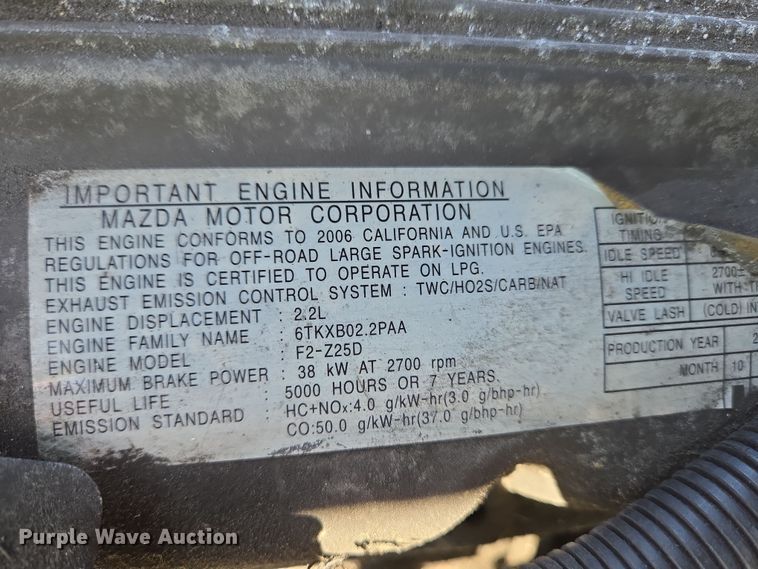 IMPORTANT ENGINE INFORMATION
MAZDA MOTOR CORPORATION
THIS ENGINE CONFORMS TO 2006 CALIFORNIA AND U.S. EPA
REGULATIONS FOR OFF-ROAD LARGE SPARK-IGNITION ENGINES.
THIS ENGINE IS CERTIFIED TO OPERATE ON LPG.
EXHAUST EMISSION CONTROL SYSTEM : TWC/HO2S/CARB/NAT
ENGINE DISPLACEMENT : 2.2L
ENGINE FAMILY NAME : 6TKXB02.2PAA
ENGINE MODEL : F2-Z25D
MAXIMUM BRAKE POWER : 38 kW AT 2700 rpm
USEFUL LIFE : 5000 HOURS OR 7 YEARS.
EMISSION STANDARD : HC+NOx:4.0 g/kW-hr(3.0 g/bhp-hr)
CO:50.0 g/kW-hr(37.0 g/bhp-hr)
IGNITION
TIMING
IDLE SPEED
HI IDLE
SPEED
2700
WITH
VALVE LASH
(COLD)
PRODUCTION YEAR
MONTH 10
Purple Wave Auction